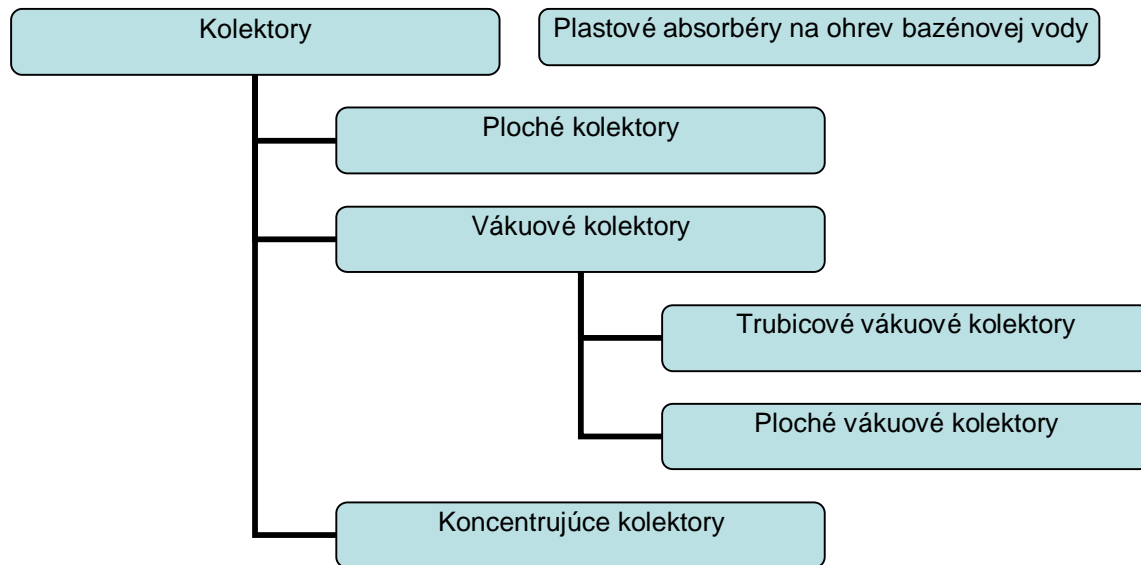 Kolektory
Plastové absorbéry na ohrev bazénovej vody
Ploché kolektory
Vákuové kolektory
Trubicové vákuové kolektory
Ploché vákuové kolektory
Koncentrujúce kolektory